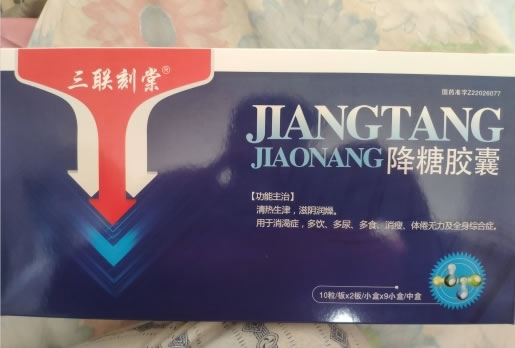 三联刻棠®
国药准字Z22026077
JIANGTANG
JIAONANG 降糖胶囊
【功能主治】
清热生津，滋阴润燥。
用于消渴症，多饮、多尿、多食、消瘦、体倦无力及全身综合症。
10粒/板x2板/小盒x9小盒/中盒